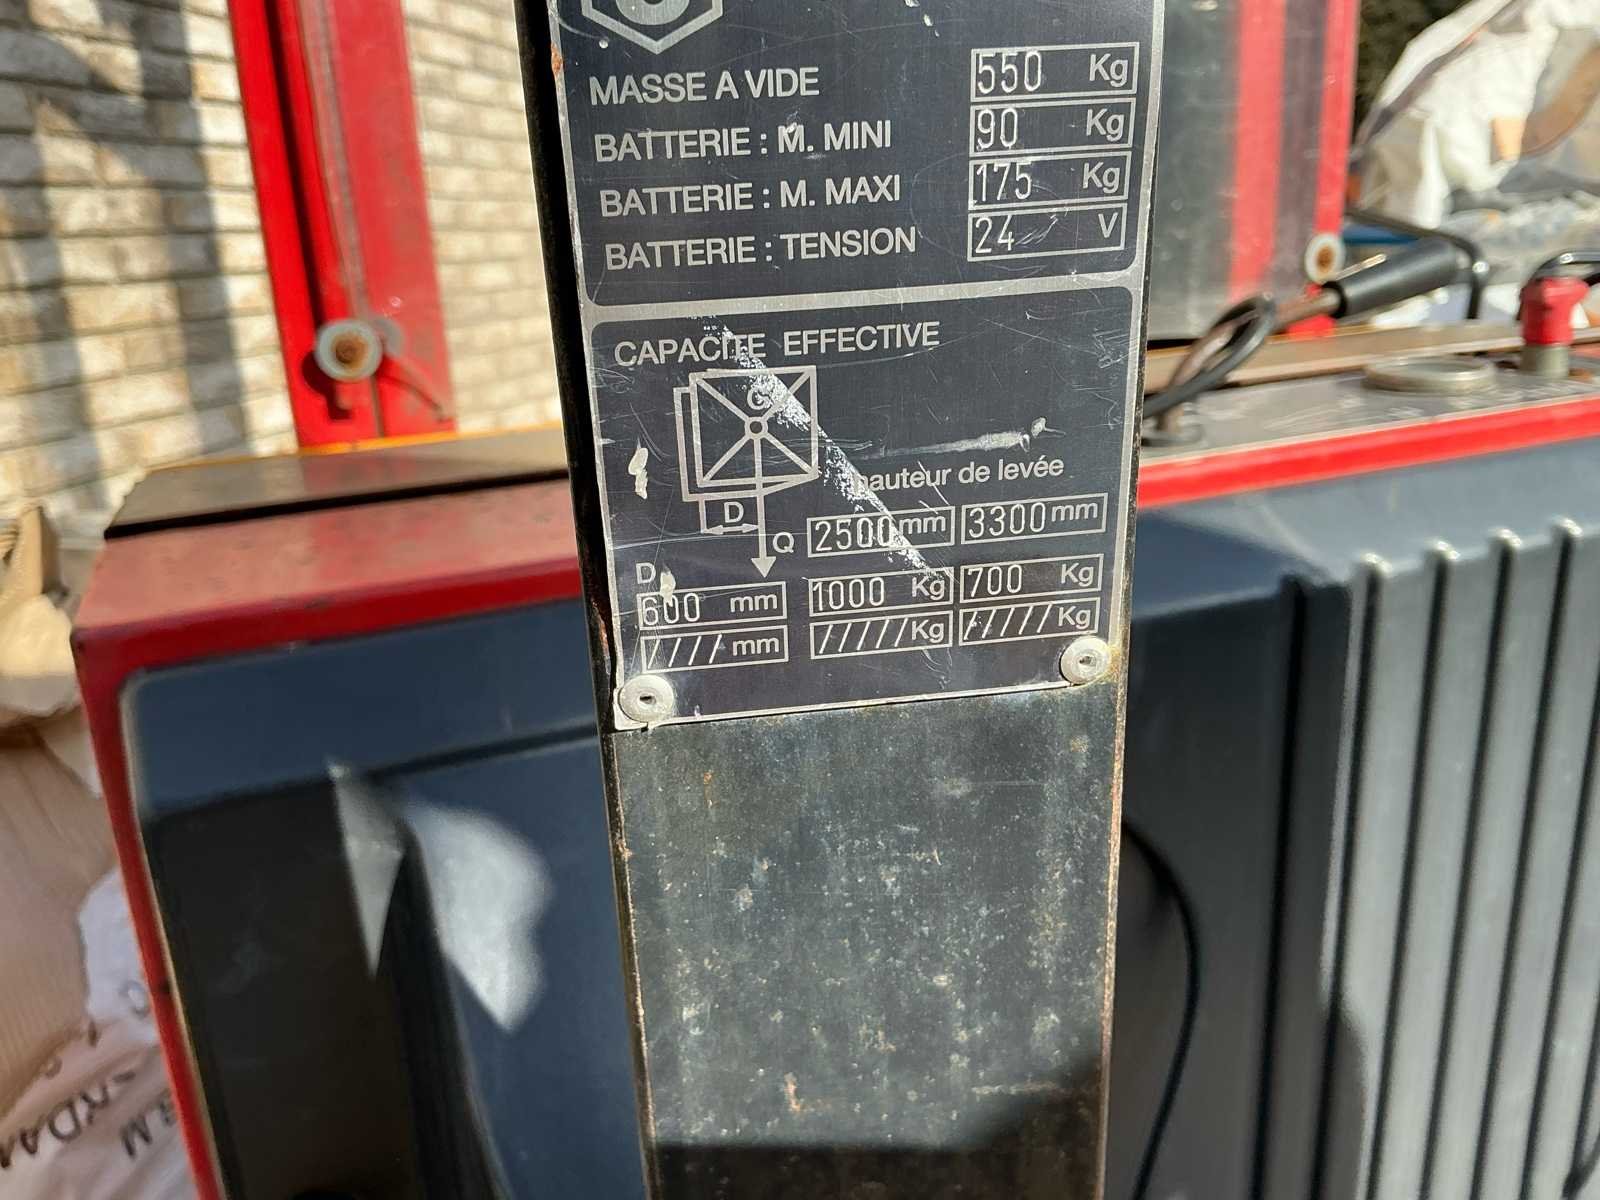 MASSE A VIDE 550 Kg
BATTERIE : M. MINI 90 Kg
BATTERIE : M. MAXI 175 Kg
BATTERIE : TENSION 24 V
CAPACITE EFFECTIVE
G
hauteur de levée
D
Q 2500 mm 3300 mm
D
600 mm 1000 Kg 700 Kg
//// mm /////Kg /////Kg